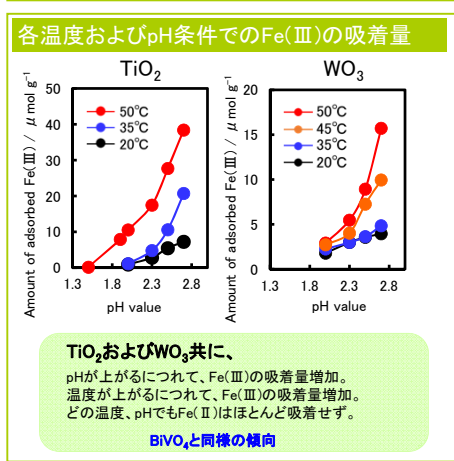 各温度およびpH条件でのFe(Ⅲ)の吸着量
TiO2
Amount of adsorbed Fe(Ⅲ) / μ mol g-1
50
40
30
20
10
0
50℃
35℃
20℃
1.3 1.8 2.3 2.8
pH value
WO3
Amount of adsorbed Fe(Ⅲ) / μ mol g-1
20
15
10
5
0
50℃
45℃
35℃
20℃
1.3 1.8 2.3 2.8
pH value
TiO2およびWO3共に、
pHが上がるにつれて、Fe(Ⅲ)の吸着量増加。
温度が上がるにつれて、Fe(Ⅲ)の吸着量増加。
どの温度、pHでもFe(Ⅱ)はほとんど吸着せず。
BiVO4と同様の傾向